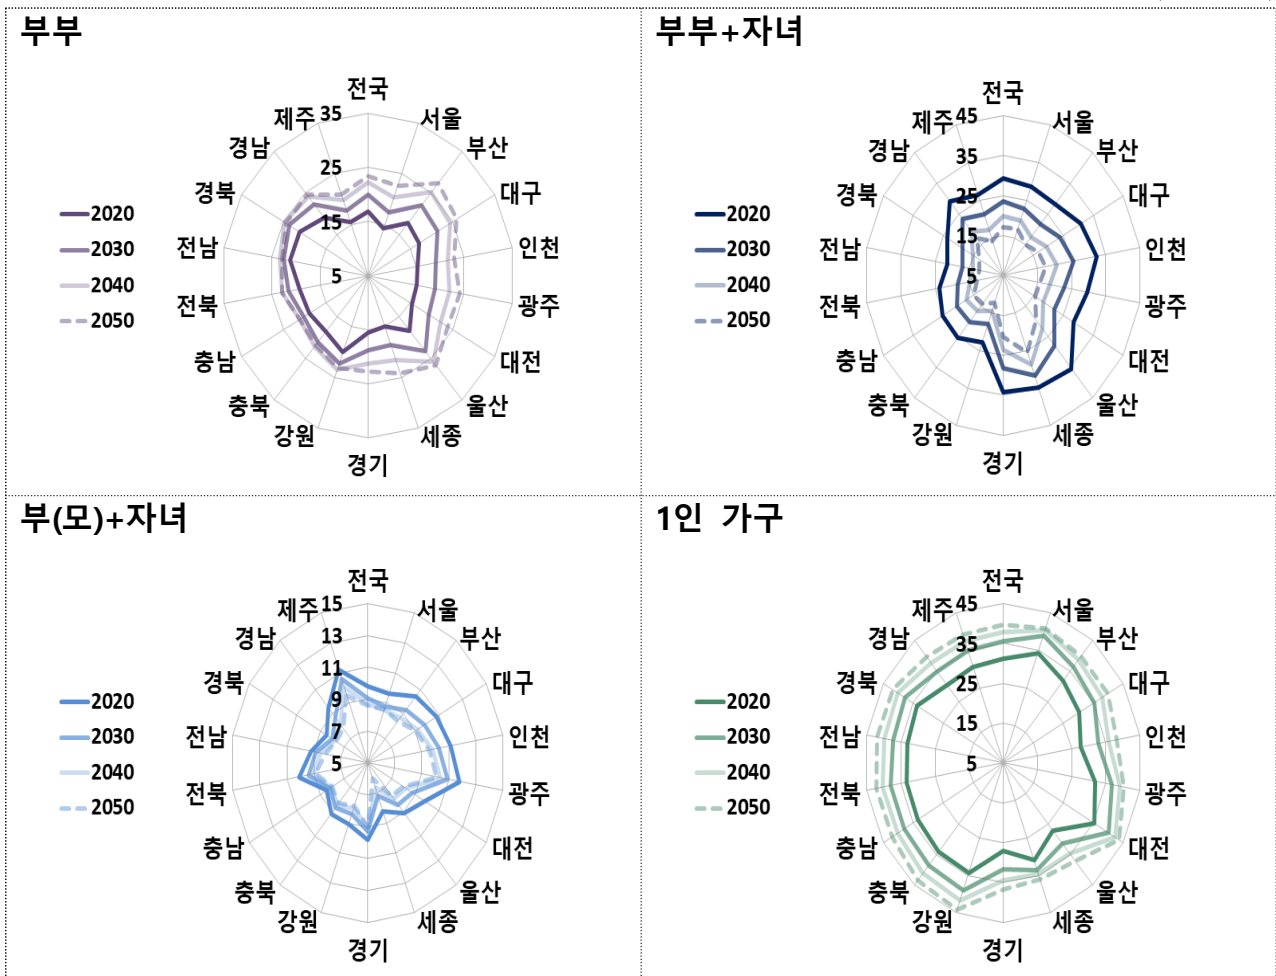 부부
전국
서울
부산
대구
인천
광주
대전
울산
세종
경기
강원
충북
충남
전북
전남
경북
경남
제주
35
25
15
5
2020
2030
2040
2050
부부+자녀
전국
서울
부산
대구
인천
광주
대전
울산
세종
경기
강원
충북
충남
전북
전남
경북
경남
제주
45
35
25
15
5
2020
2030
2040
2050
부(모)+자녀
전국
서울
부산
대구
인천
광주
대전
울산
세종
경기
강원
충북
충남
전북
전남
경북
경남
제주
15
13
11
9
7
5
2020
2030
2040
2050
1인 가구
전국
서울
부산
대구
인천
광주
대전
울산
세종
경기
강원
충북
충남
전북
전남
경북
경남
제주
45
35
25
15
5
2020
2030
2040
2050